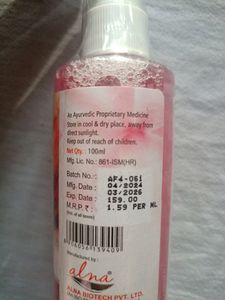 An Ayurvedic Proprietary Medicine
Store in cool & dry place, away from
direct sunlight.
Keep out of reach of children.
Net Qty. : 100ml
Mfg. Lic. No.: 861-ISM(HR)
Batch No.: AF4-061
Mfg. Date : 04/2024
Exp. Date : 03/2026
M.R.P. ₹ : 159.00
(Incl. of all taxes) 1.59 PER ML
Manufactured by :
alna
ALNA BIOTECH PVT. LTD.